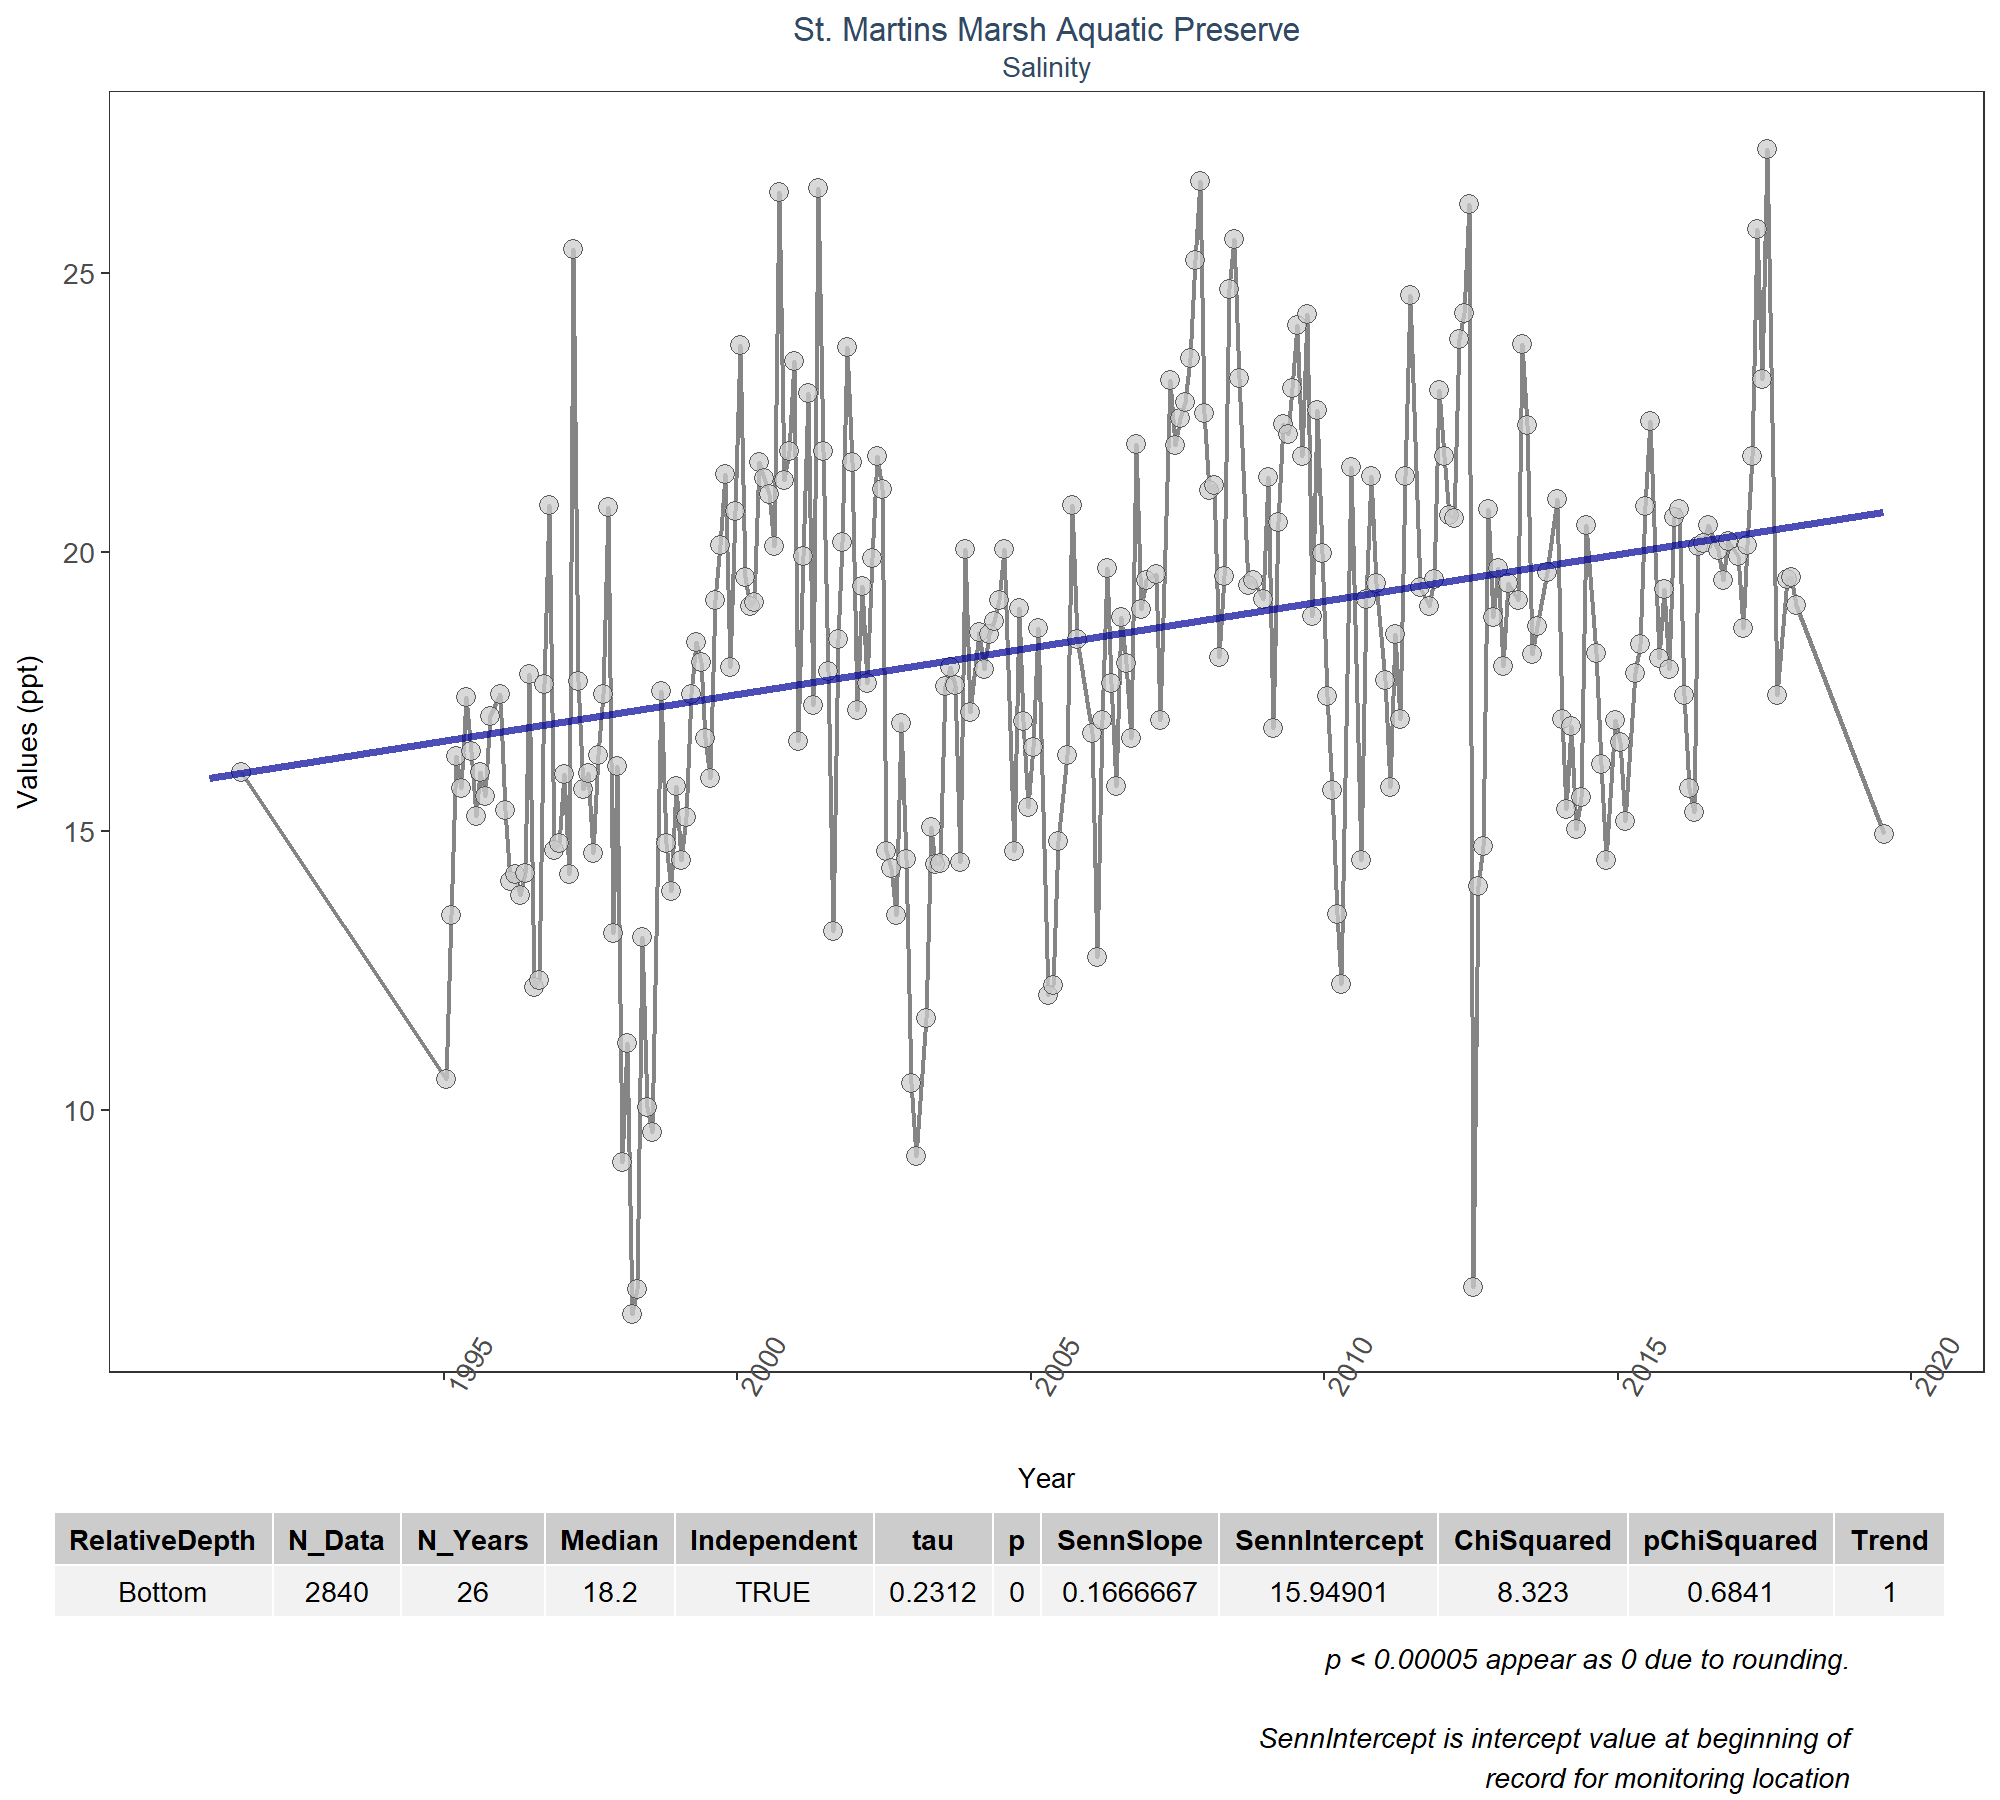 St. Martins Marsh Aquatic Preserve
Salinity
Values (ppt)
25
20
15
10
1995 2000 2005 2010 2015 2020
Year
RelativeDepth N_Data N_Years Median Independent tau p SennSlope SennIntercept ChiSquared pChiSquared Trend
Bottom 2840 26 18.2 TRUE 0.2312 0 0.1666667 15.94901 8.323 0.6841 1
p < 0.00005 appear as 0 due to rounding.
SennIntercept is intercept value at beginning of
record for monitoring location